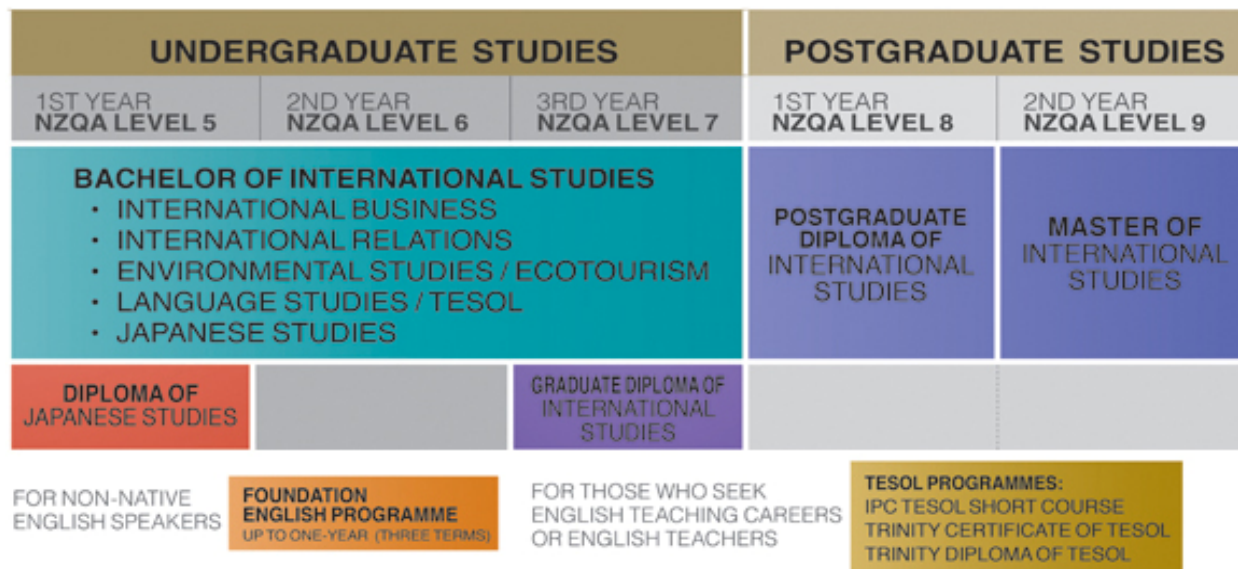 UNDERGRADUATE STUDIES
POSTGRADUATE STUDIES
1ST YEAR
NZQA LEVEL 5
2ND YEAR
NZQA LEVEL 6
3RD YEAR
NZQA LEVEL 7
1ST YEAR
NZQA LEVEL 8
2ND YEAR
NZQA LEVEL 9
BACHELOR OF INTERNATIONAL STUDIES
· INTERNATIONAL BUSINESS
· INTERNATIONAL RELATIONS
· ENVIRONMENTAL STUDIES / ECOTOURISM
· LANGUAGE STUDIES / TESOL
· JAPANESE STUDIES
POSTGRADUATE
DIPLOMA OF
INTERNATIONAL
STUDIES
MASTER OF
INTERNATIONAL
STUDIES
DIPLOMA OF
JAPANESE STUDIES
GRADUATE DIPLOMA OF
INTERNATIONAL
STUDIES
FOR NON-NATIVE
ENGLISH SPEAKERS
FOUNDATION
ENGLISH PROGRAMME
UP TO ONE-YEAR (THREE TERMS)
FOR THOSE WHO SEEK
ENGLISH TEACHING CAREERS
OR ENGLISH TEACHERS
TESOL PROGRAMMES:
IPC TESOL SHORT COURSE
TRINITY CERTIFICATE OF TESOL
TRINITY DIPLOMA OF TESOL